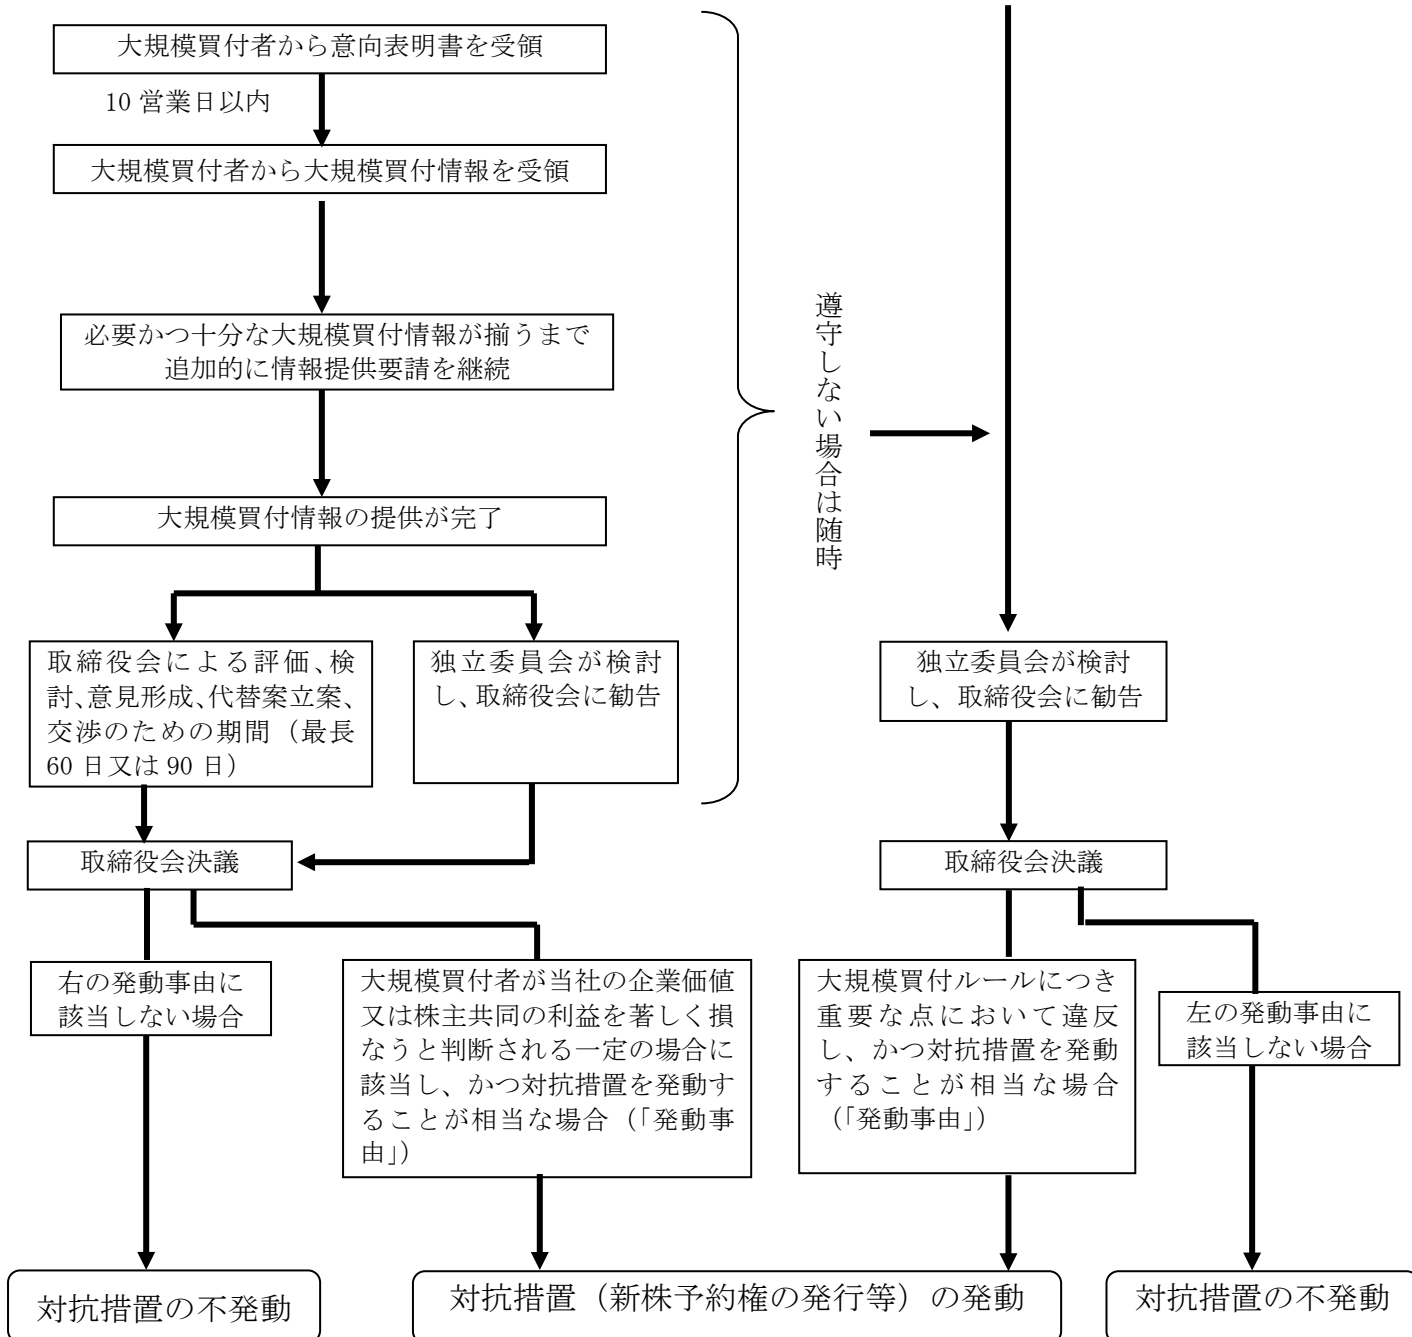 大規模買付者から意向表明書を受領
10 営業日以内
大規模買付者から大規模買付情報を受領
必要かつ十分な大規模買付情報が揃うまで
追加的に情報提供要請を継続
大規模買付情報の提供が完了
取締役会による評価、検
討、意見形成、代替案立案、
交渉のための期間（最長
60 日又は 90 日）
独立委員会が検討
し、取締役会に勧告
取締役会決議
右の発動事由に
該当しない場合
大規模買付者が当社の企業価値
又は株主共同の利益を著しく損
なうと判断される一定の場合に
該当し、かつ対抗措置を発動す
ることが相当な場合（「発動事
由」）
遵守しない場合は随時
独立委員会が検討
し、取締役会に勧告
取締役会決議
大規模買付ルールにつき
重要な点において違反
し、かつ対抗措置を発動
することが相当な場合
（「発動事由」）
左の発動事由に
該当しない場合
対抗措置の不発動
対抗措置（新株予約権の発行等）の発動
対抗措置の不発動